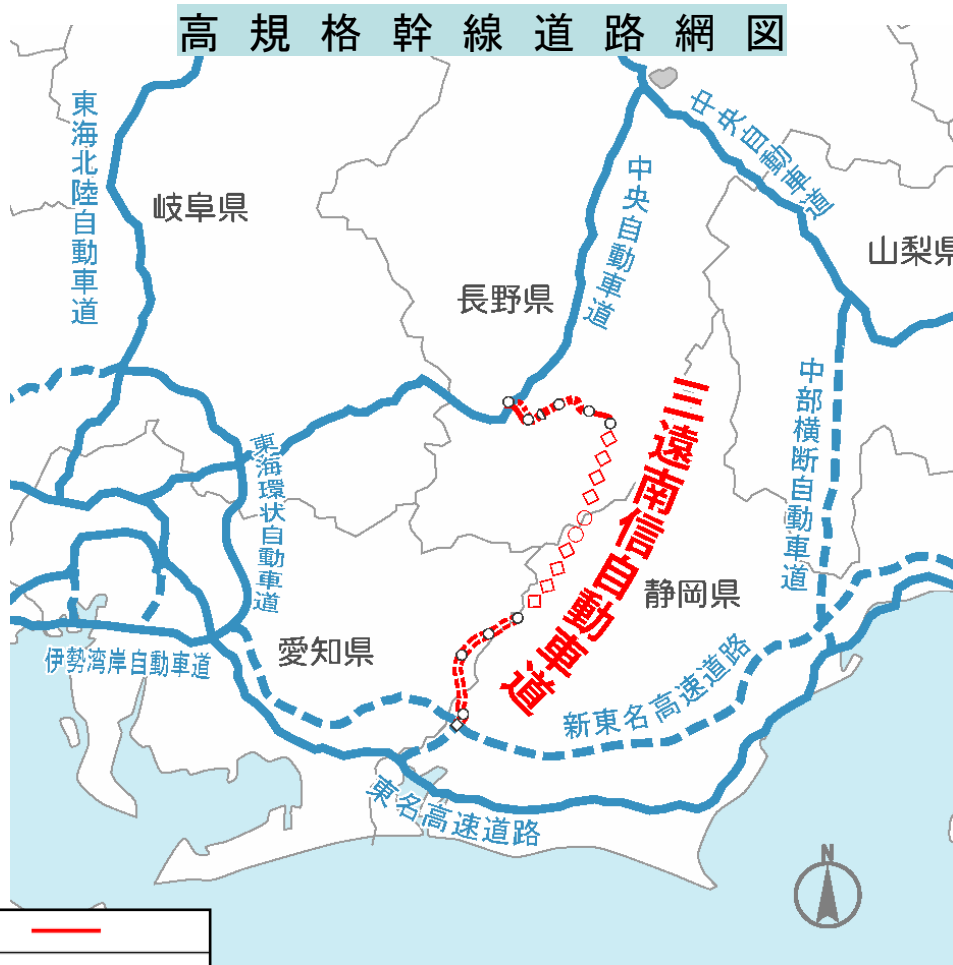 高規格幹線道路網図
東海北陸自動車道
岐阜県
中央自動車道
中央自動車道
山梨県
長野県
三遠南信自動車道
中部横断自動車道
東海環状自動車道
静岡県
愛知県
伊勢湾岸自動車道
新東名高速道路
東名高速道路
N